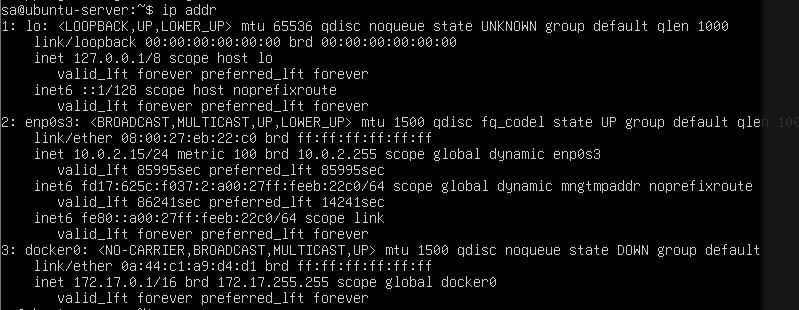 sa@ubuntu-server:~$ ip addr
1: lo: <LOOPBACK,UP,LOWER_UP> mtu 65536 qdisc noqueue state UNKNOWN group default qlen 1000
link/loopback 00:00:00:00:00:00 brd 00:00:00:00:00:00
inet 127.0.0.1/8 scope host lo
valid_lft forever preferred_lft forever
inet6 ::1/128 scope host noprefixroute
valid_lft forever preferred_lft forever
2: enp0s3: <BROADCAST,MULTICAST,UP,LOWER_UP> mtu 1500 qdisc fq_codel state UP group default qlen 100
link/ether 08:00:27:eb:22:c0 brd ff:ff:ff:ff:ff:ff
inet 10.0.2.15/24 metric 100 brd 10.0.2.255 scope global dynamic enp0s3
valid_lft 85995sec preferred_lft 85995sec
inet6 fd17:625c:f037:2:a00:27ff:feeb:22c0/64 scope global dynamic mngtmpaddr noprefixroute
valid_lft 86241sec preferred_lft 14241sec
inet6 fe80::a00:27ff:feeb:22c0/64 scope link
valid_lft forever preferred_lft forever
3: docker0: <NO-CARRIER,BROADCAST,MULTICAST,UP> mtu 1500 qdisc noqueue state DOWN group default
link/ether 0a:44:c1:a9:d4:d1 brd ff:ff:ff:ff:ff:ff
inet 172.17.0.1/16 brd 172.17.255.255 scope global docker0
valid_lft forever preferred_lft forever